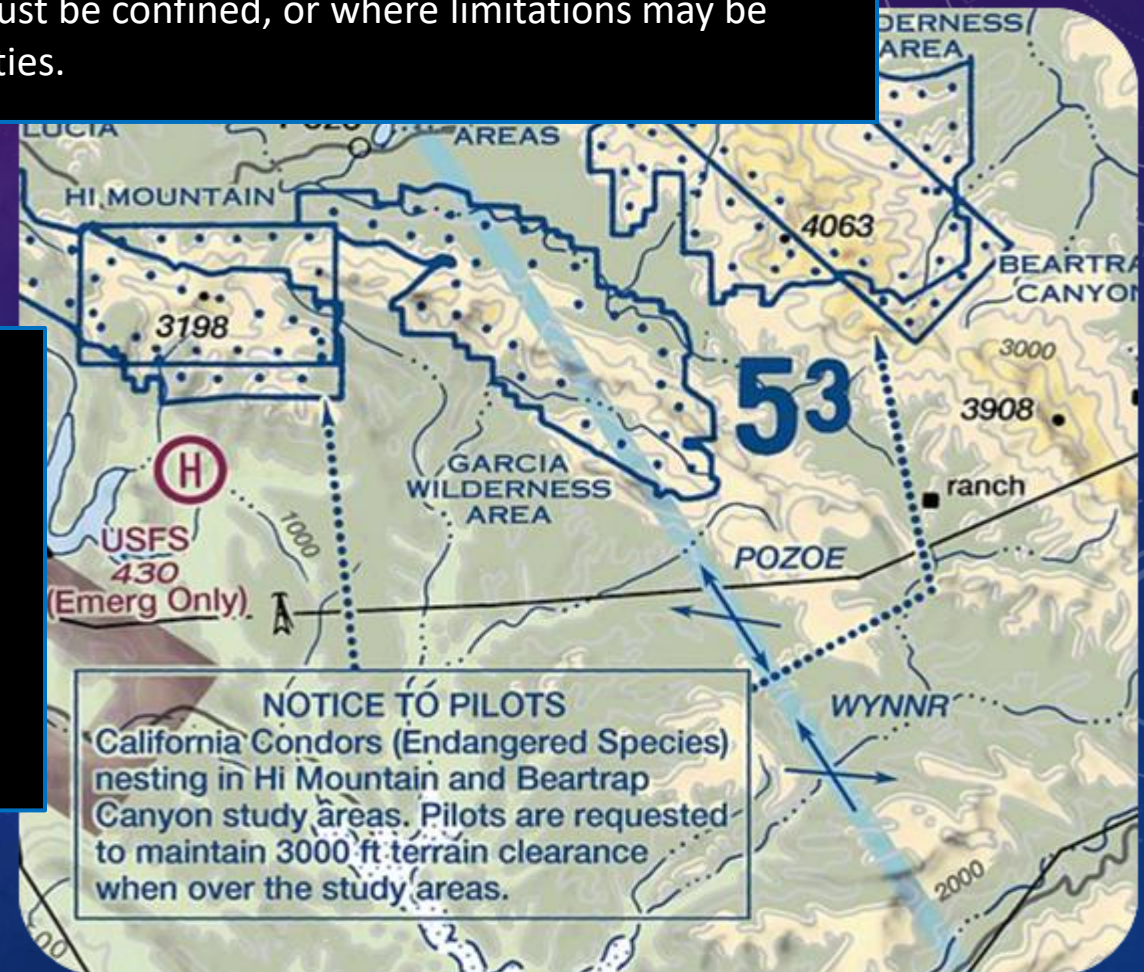 ust be confined, or where limitations may be
ties.
DERNESS
AREA
LUCIA
AREAS
HI MOUNTAIN
4063
BEARTRA
CANYON
3198
3000
53
3908
GARCIA
WILDERNESS
AREA
ranch
H
1000
USFS
430
(Emerg Only)
POZOE
NOTICE TO PILOTS
California Condors (Endangered Species)
nesting in Hi Mountain and Beartrap
Canyon study areas. Pilots are requested
to maintain 3000 ft terrain clearance
when over the study areas.
WYNNR
2000